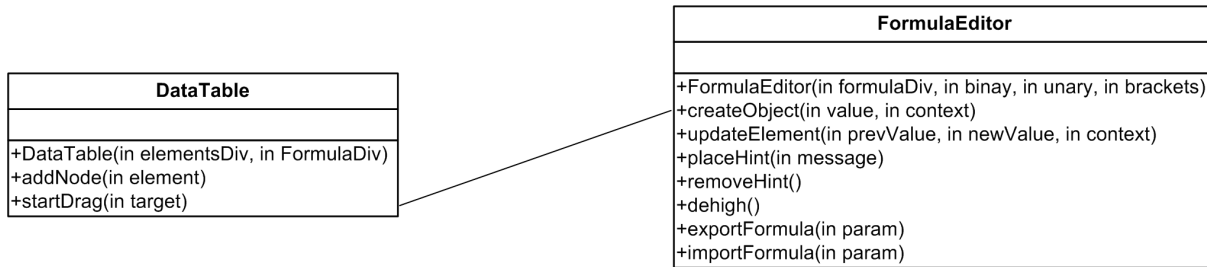 DataTable
+DataTable(in elementsDiv, in FormulaDiv)
+addNode(in element)
+startDrag(in target)
FormulaEditor
+FormulaEditor(in formulaDiv, in binay, in unary, in brackets)
+createObject(in value, in context)
+updateElement(in prevValue, in newValue, in context)
+placeHint(in message)
+removeHint()
+dehigh()
+exportFormula(in param)
+importFormula(in param)